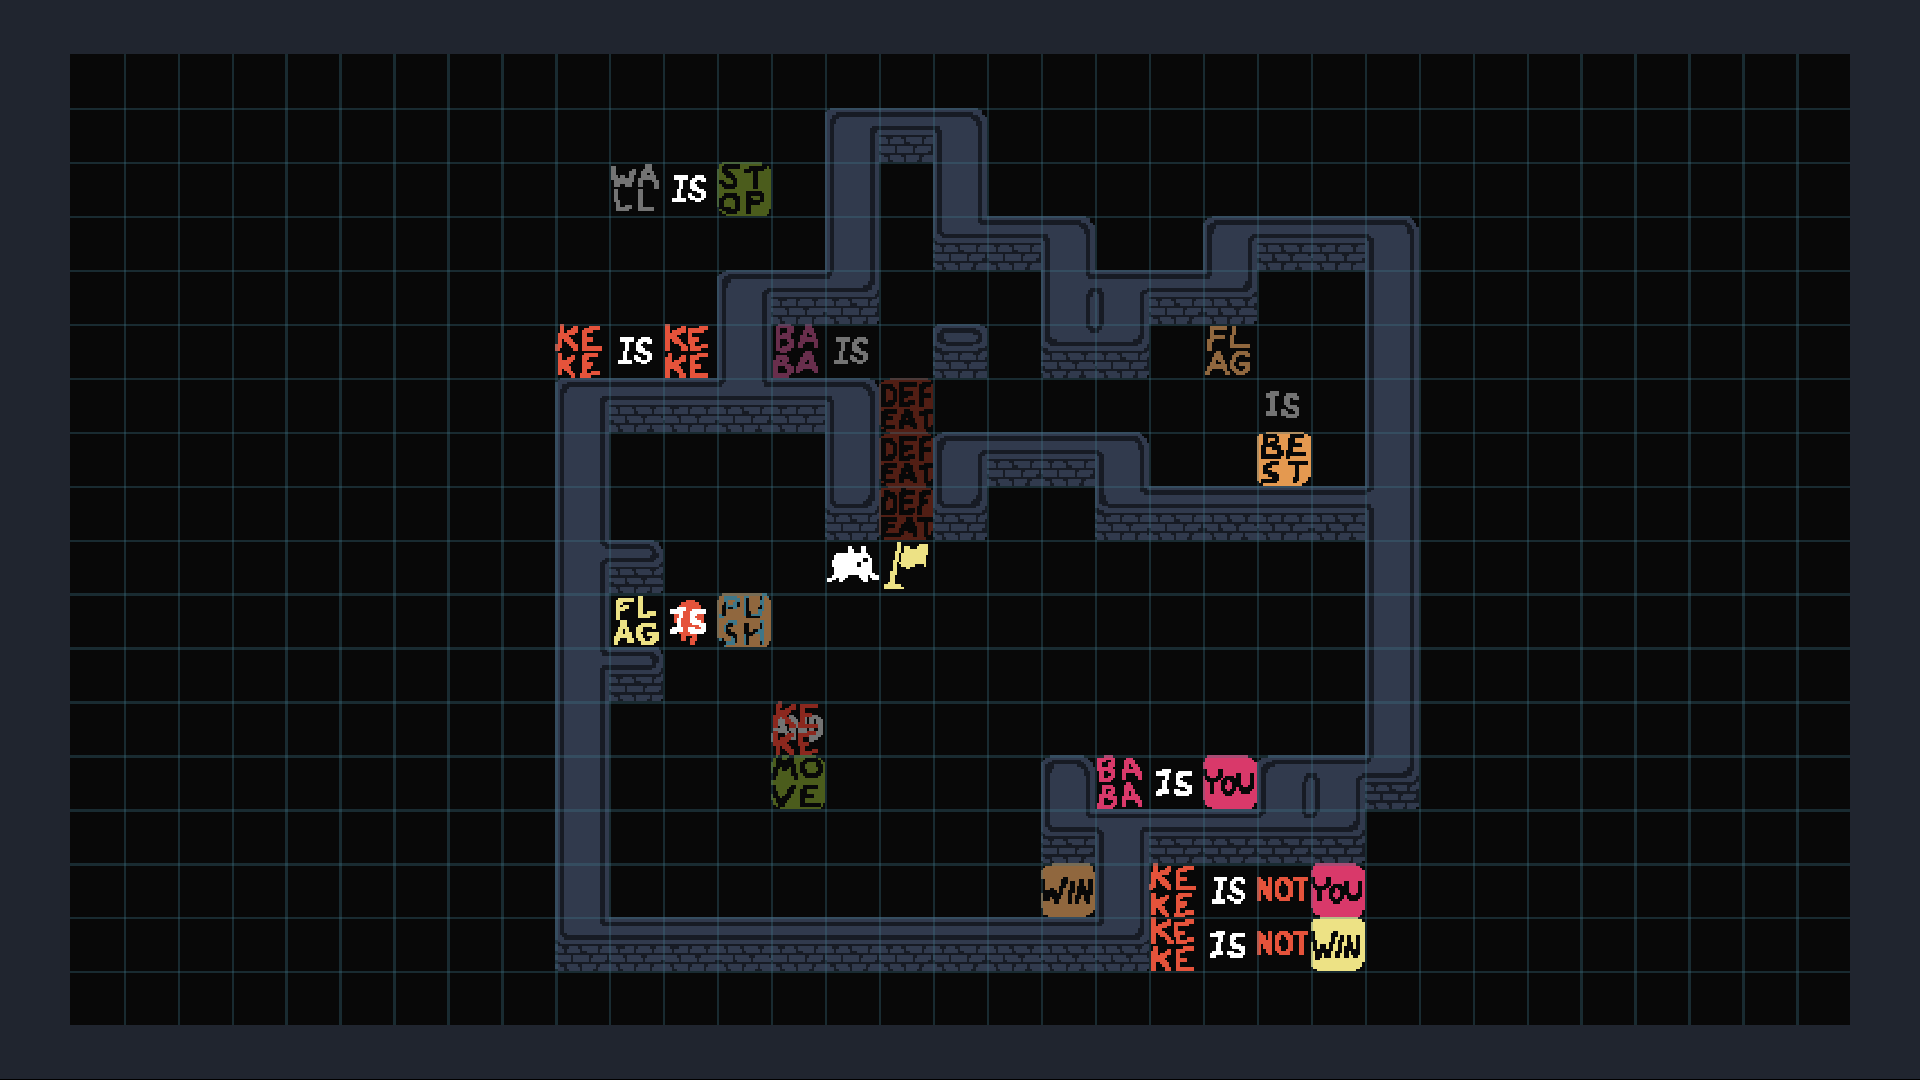 WALL IS STOP
KEKE IS KEKE
BABA IS
FLAG
DEFEAT
IS
DEFEAT
BEST
DEFEAT
FLAG IS PUSH
KEKE
MOVE
BABA IS YOU
WIN
KEKE IS NOT YOU
KEKE IS NOT WIN